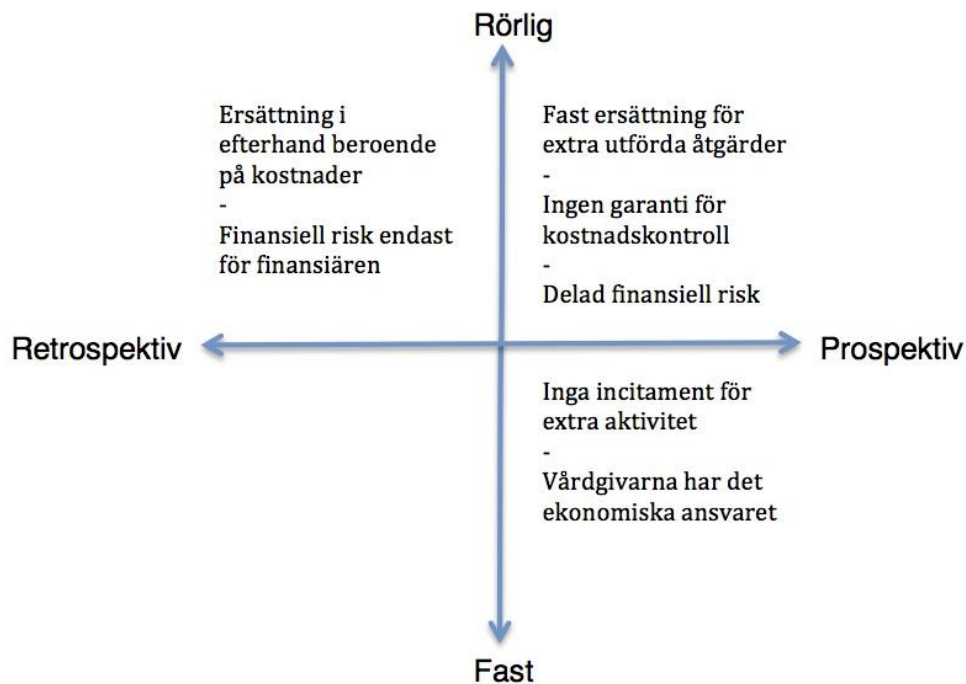 Rörlig
Ersättning i
efterhand beroende
på kostnader
-
Finansiell risk endast
för finansiären
Fast ersättning för
extra utförda åtgärder
-
Ingen garanti för
kostnadskontroll
-
Delad finansiell risk
Retrospektiv
Prospektiv
Inga incitament för
extra aktivitet
-
Vårdgivarna har det
ekonomiska ansvaret
Fast